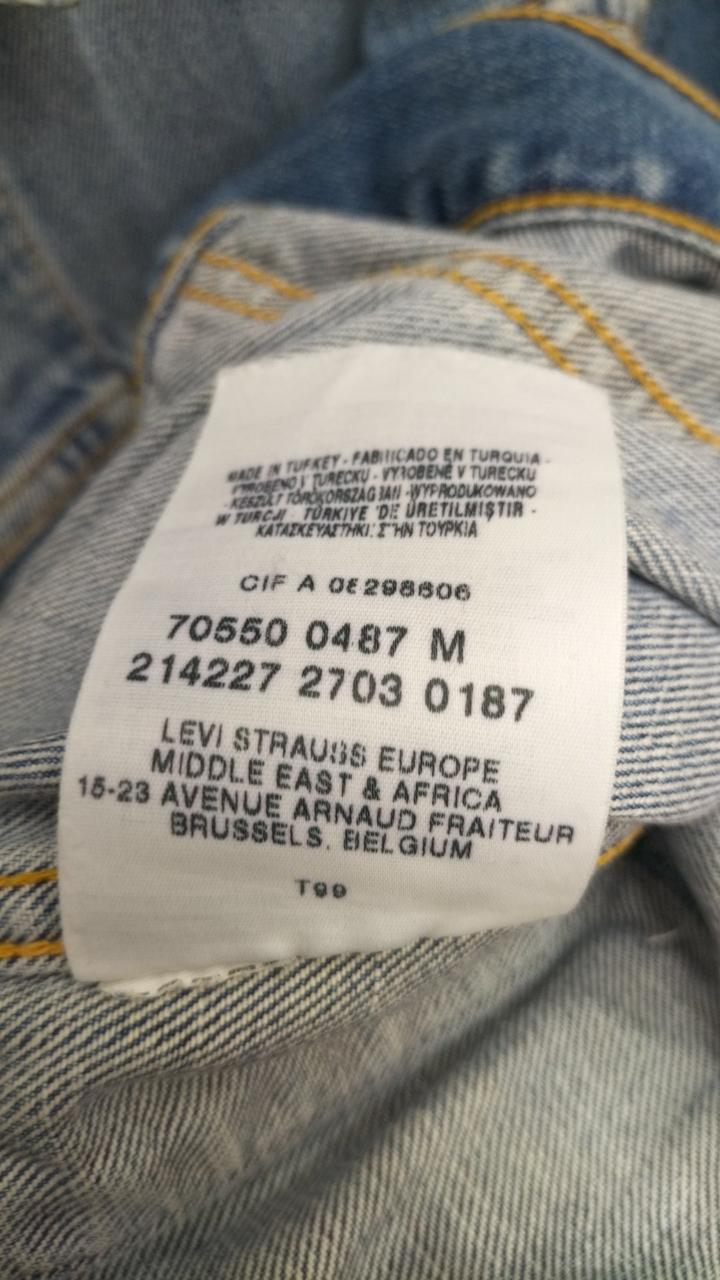 MADE IN TURKEY - FABRICADO EN TURQUIA -
VYROBENO V TURECKU - VYROBENÉ V TURECKU
- KESZÜLT TÖRÖKORSZAGBAN - WYPRODUKOWANO
W TURCJI - TÜRKIYE 'DE ÜRETILMIŞTIR -
ΚΑΤΑΣΚΕΥΑΣΤΗΚΕ ΣΤΗΝ ΤΟΥΡΚΙΑ
CIF A
70550 0487 M
214227 2703 0187
LEVI STRAUSS EUROPE
MIDDLE EAST & AFRICA
15-23 AVENUE ARNAUD FRAITEUR
BRUSSELS. BELGIUM
T99